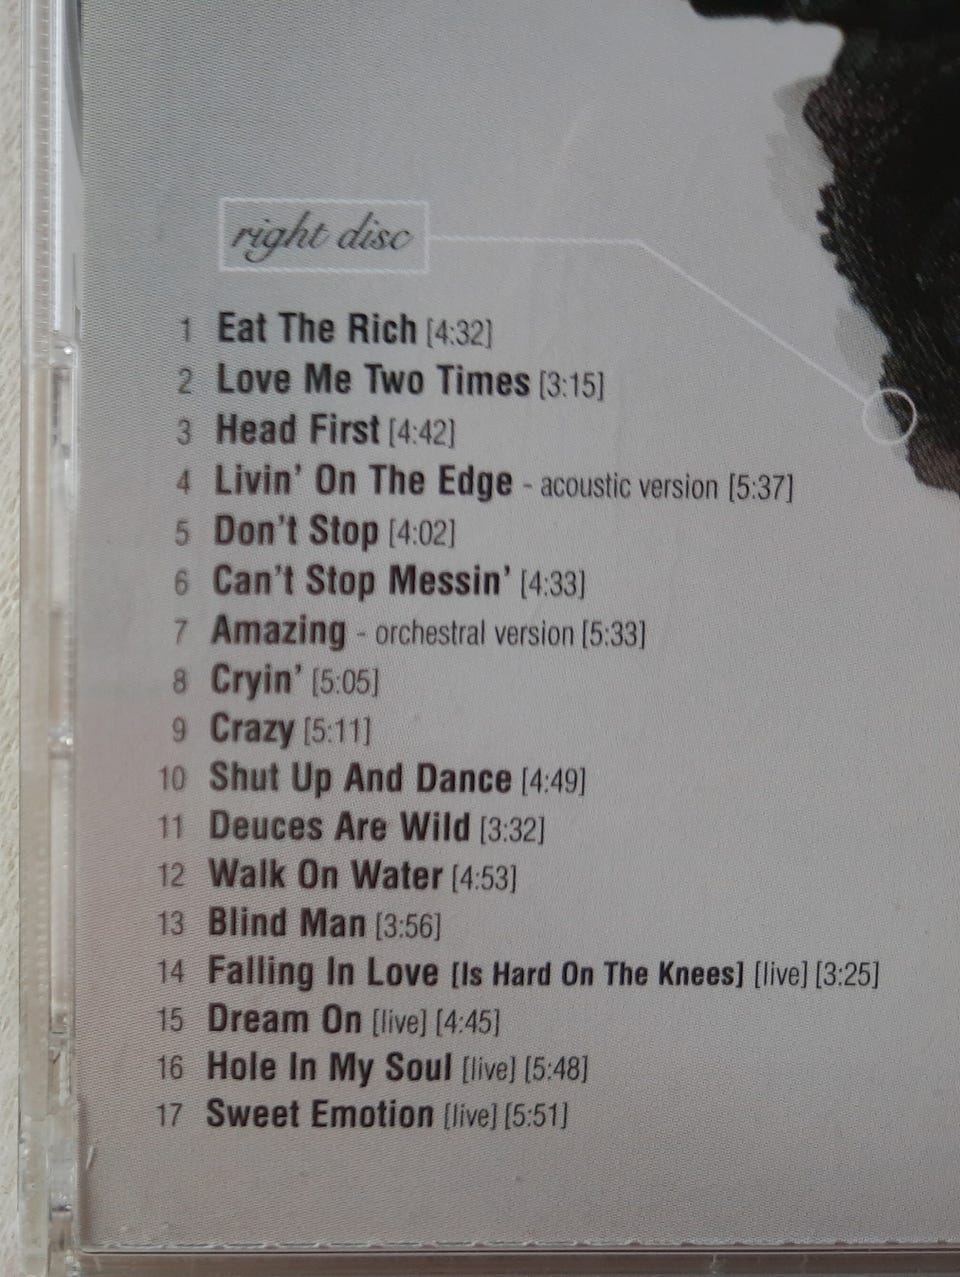 right disc
1 Eat The Rich [4:32]
2 Love Me Two Times [3:15]
3 Head First [4:42]
4 Livin' On The Edge - acoustic version [5:37]
5 Don't Stop [4:02]
6 Can't Stop Messin' [4:33]
7 Amazing - orchestral version [5:33]
8 Cryin' [5:05]
9 Crazy [5:11]
10 Shut Up And Dance [4:49]
11 Deuces Are Wild [3:32]
12 Walk On Water [4:53]
13 Blind Man [3:56]
14 Falling In Love [Is Hard On The Knees] [live] [3:25]
15 Dream On [live] [4:45]
16 Hole In My Soul [live] [5:48]
17 Sweet Emotion [live] [5:51]